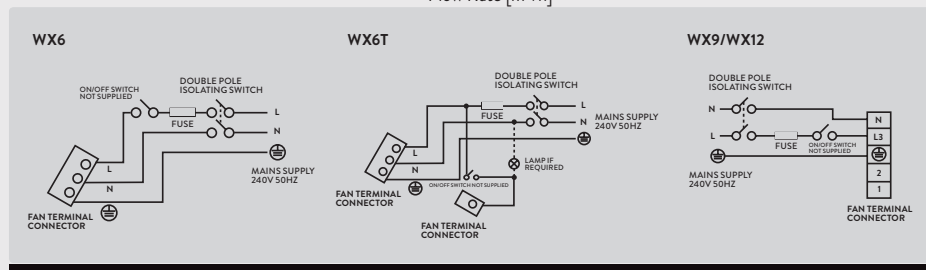 WX6
ON/OFF SWITCH
NOT SUPPLIED
DOUBLE POLE
ISOLATING SWITCH
FUSE
L
N
L
N
MAINS SUPPLY
240V 50HZ
FAN TERMINAL
CONNECTOR
WX6T
DOUBLE POLE
ISOLATING SWITCH
FUSE
L
N
MAINS SUPPLY
240V 50HZ
L
N
LAMP IF
REQUIRED
ON/OFF SWITCH NOT SUPPLIED
FAN TERMINAL
CONNECTOR
FAN TERMINAL
CONNECTOR
WX9/WX12
DOUBLE POLE
ISOLATING SWITCH
N
L
FUSE
ON/OFF SWITCH
NOT SUPPLIED
MAINS SUPPLY
240V 50HZ
N
L3
2
1
FAN TERMINAL
CONNECTOR